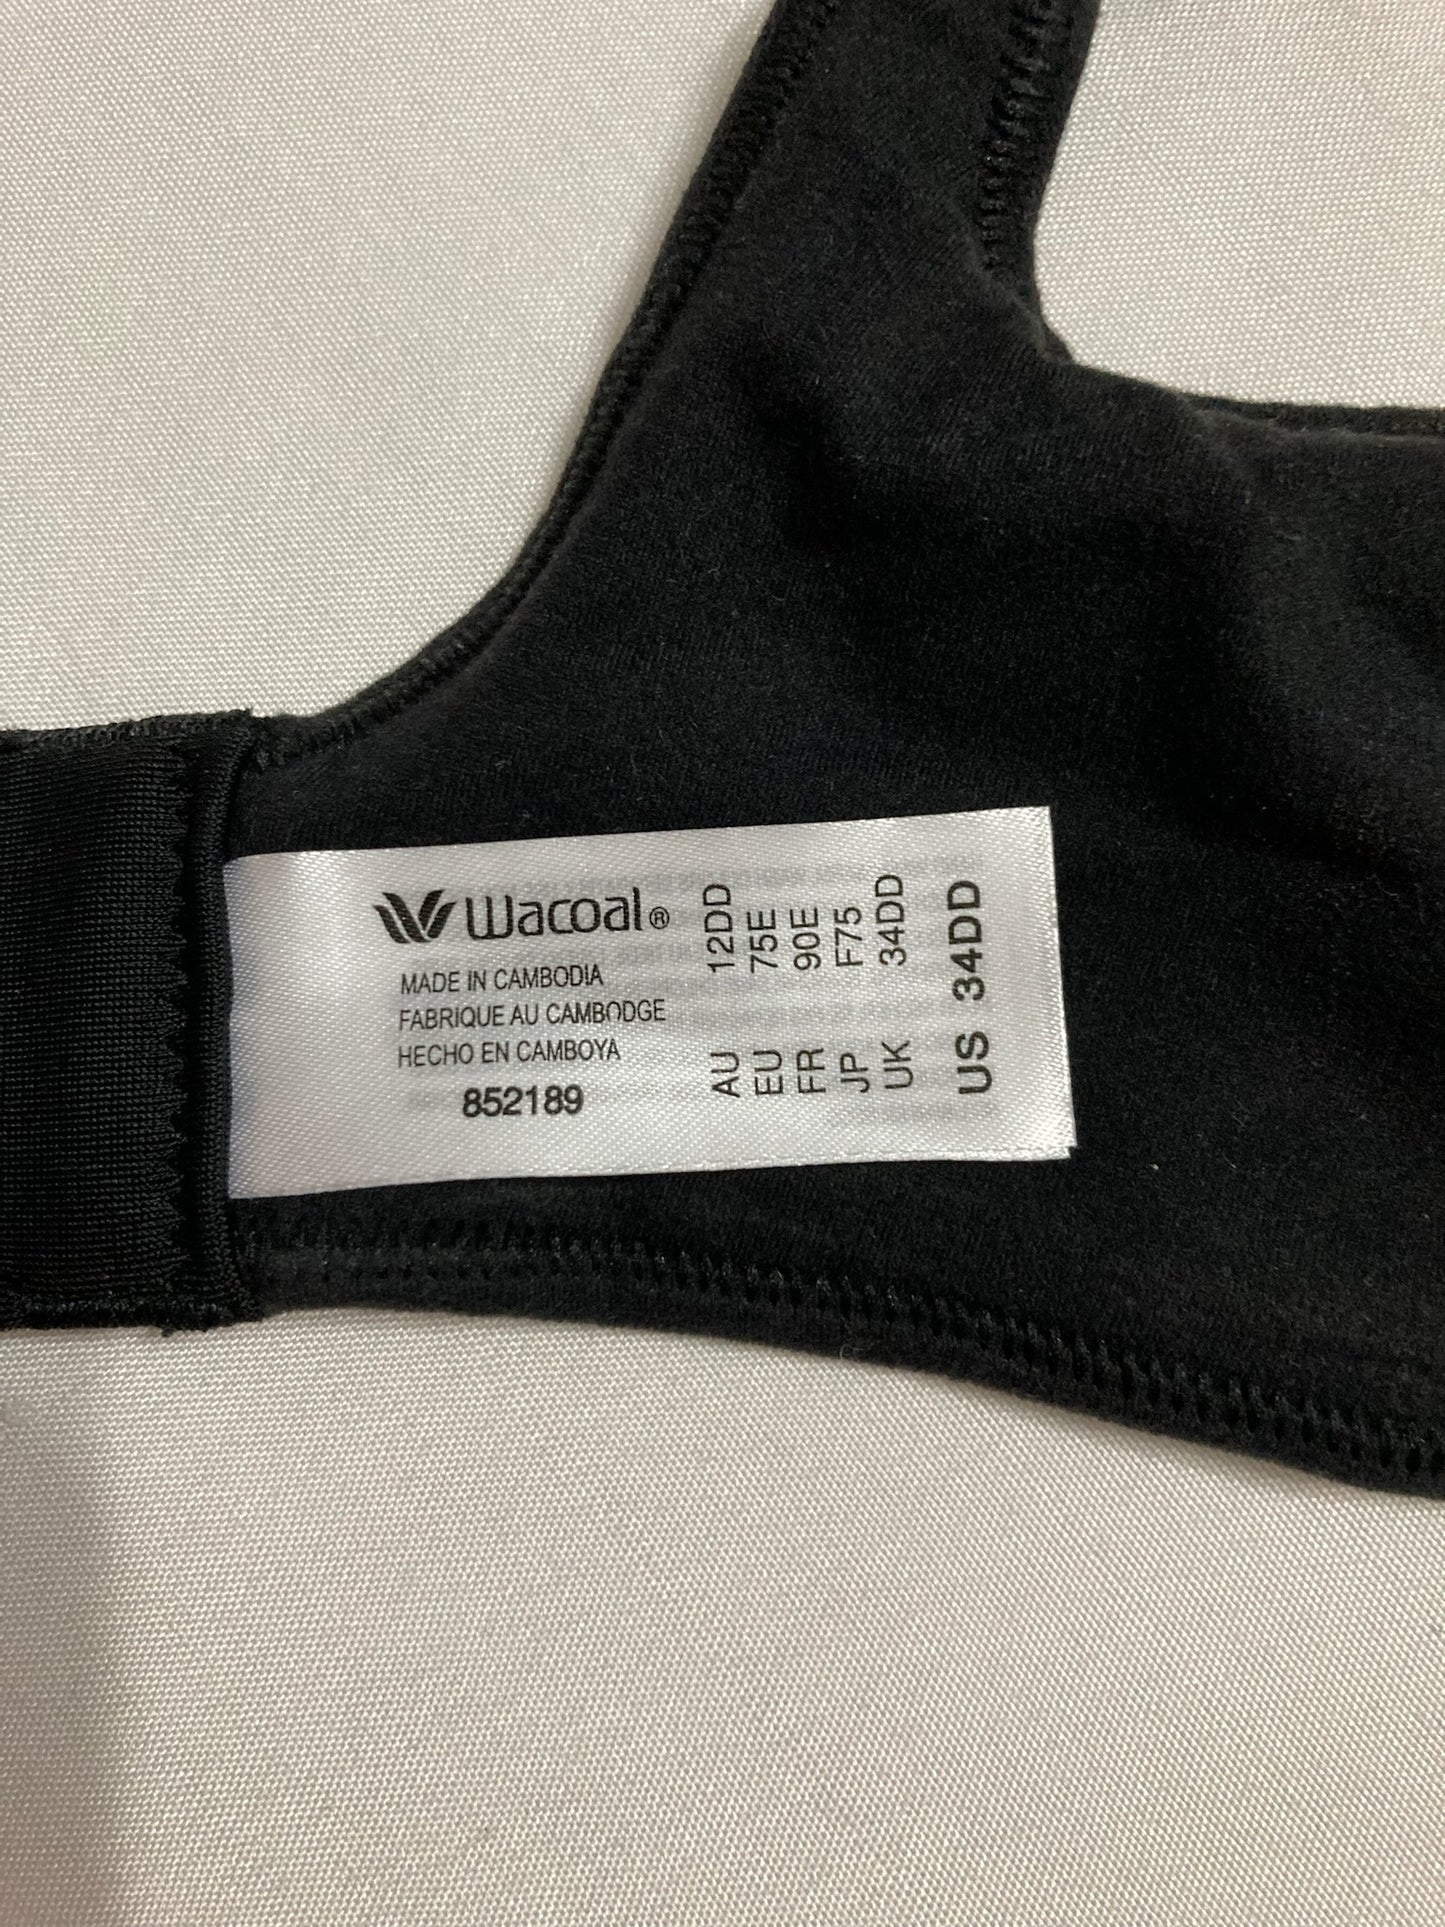 Wacoal®
MADE IN CAMBODIA
FABRIQUE AU CAMBODGE
HECHO EN CAMBOYA
852189
AU 12DD
EU 75E
FR 90E
JP F75
UK 34DD
US 34DD